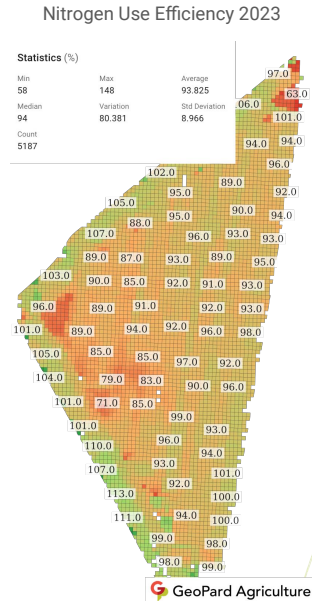 Nitrogen Use Efficiency 2023
Statistics (%)
Min Max Average
58 148 93.825
Median Variation Std Deviation
94 80.381 8.966
Count
5187
97.0
63.0
06.0
101.0
94.0 94.0
96.0
102.0
89.0
95.0 92.0
105.0
90.0
95.0 94.0
88.0
107.0 96.0 93.0 93.0
89.0 87.0 93.0 89.0 95.0
103.0 90.0 85.0 92.0 91.0 93.0
96.0 89.0 91.0 92.0 93.0
101.0 89.0 94.0 92.0 96.0 98.0
105.0 85.0 85.0 97.0 92.0
104.0 79.0 83.0 90.0 96.0
101.0 71.0 85.0
99.0
101.0 93.0
96.0
110.0 94.0
107.0 93.0 101.0
92.0
113.0 100.0
111.0 94.0 100.0
99.0 98.0
98.0 99.0
GeoPard Agriculture